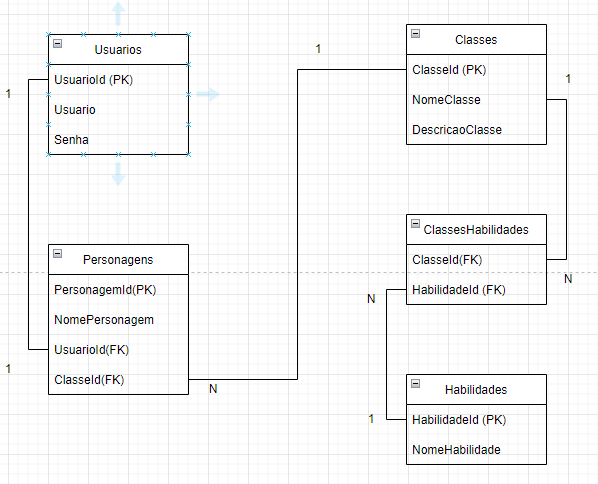 Usuarios
UsuarioId (PK)
Usuario
Senha
1
1
Personagens
PersonagemId(PK)
NomePersonagem
UsuarioId(FK)
ClasseId(FK)
N
1
Classes
ClasseId (PK)
NomeClasse
DescricaoClasse
1
N
ClassesHabilidades
ClasseId(FK)
HabilidadeId (FK)
N
1
Habilidades
HabilidadeId (PK)
NomeHabilidade